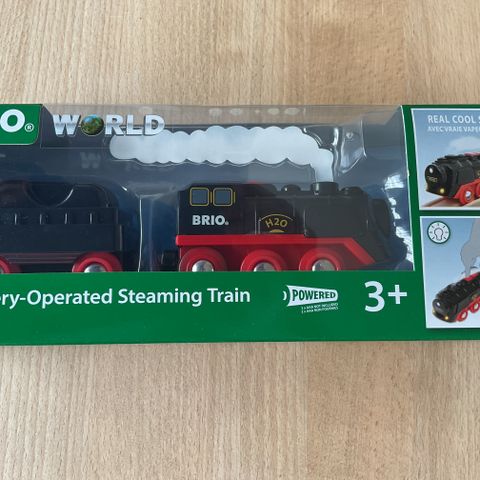 O®
WORLD
REAL COOL S
AVEC VRAIE VAPE
BRIO®
H2O
ery-Operated Steaming Train
POWERED
3+